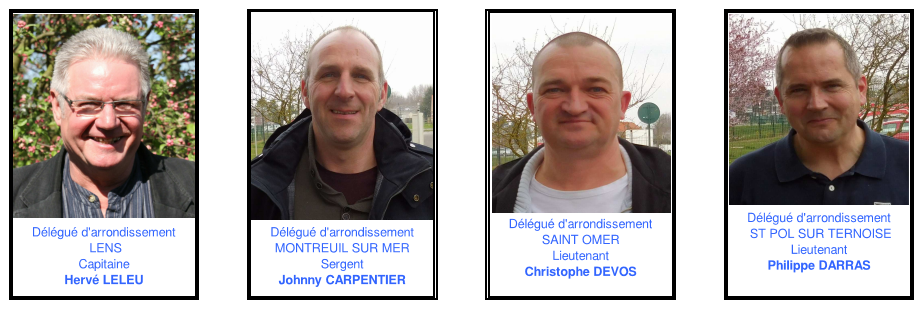 Délégué d'arrondissement
LENS
Capitaine
Hervé LELEU
Délégué d'arrondissement
MONTREUIL SUR MER
Sergent
Johnny CARPENTIER
Délégué d'arrondissement
SAINT OMER
Lieutenant
Christophe DEVOS
Délégué d'arrondissement
ST POL SUR TERNOISE
Lieutenant
Philippe DARRAS